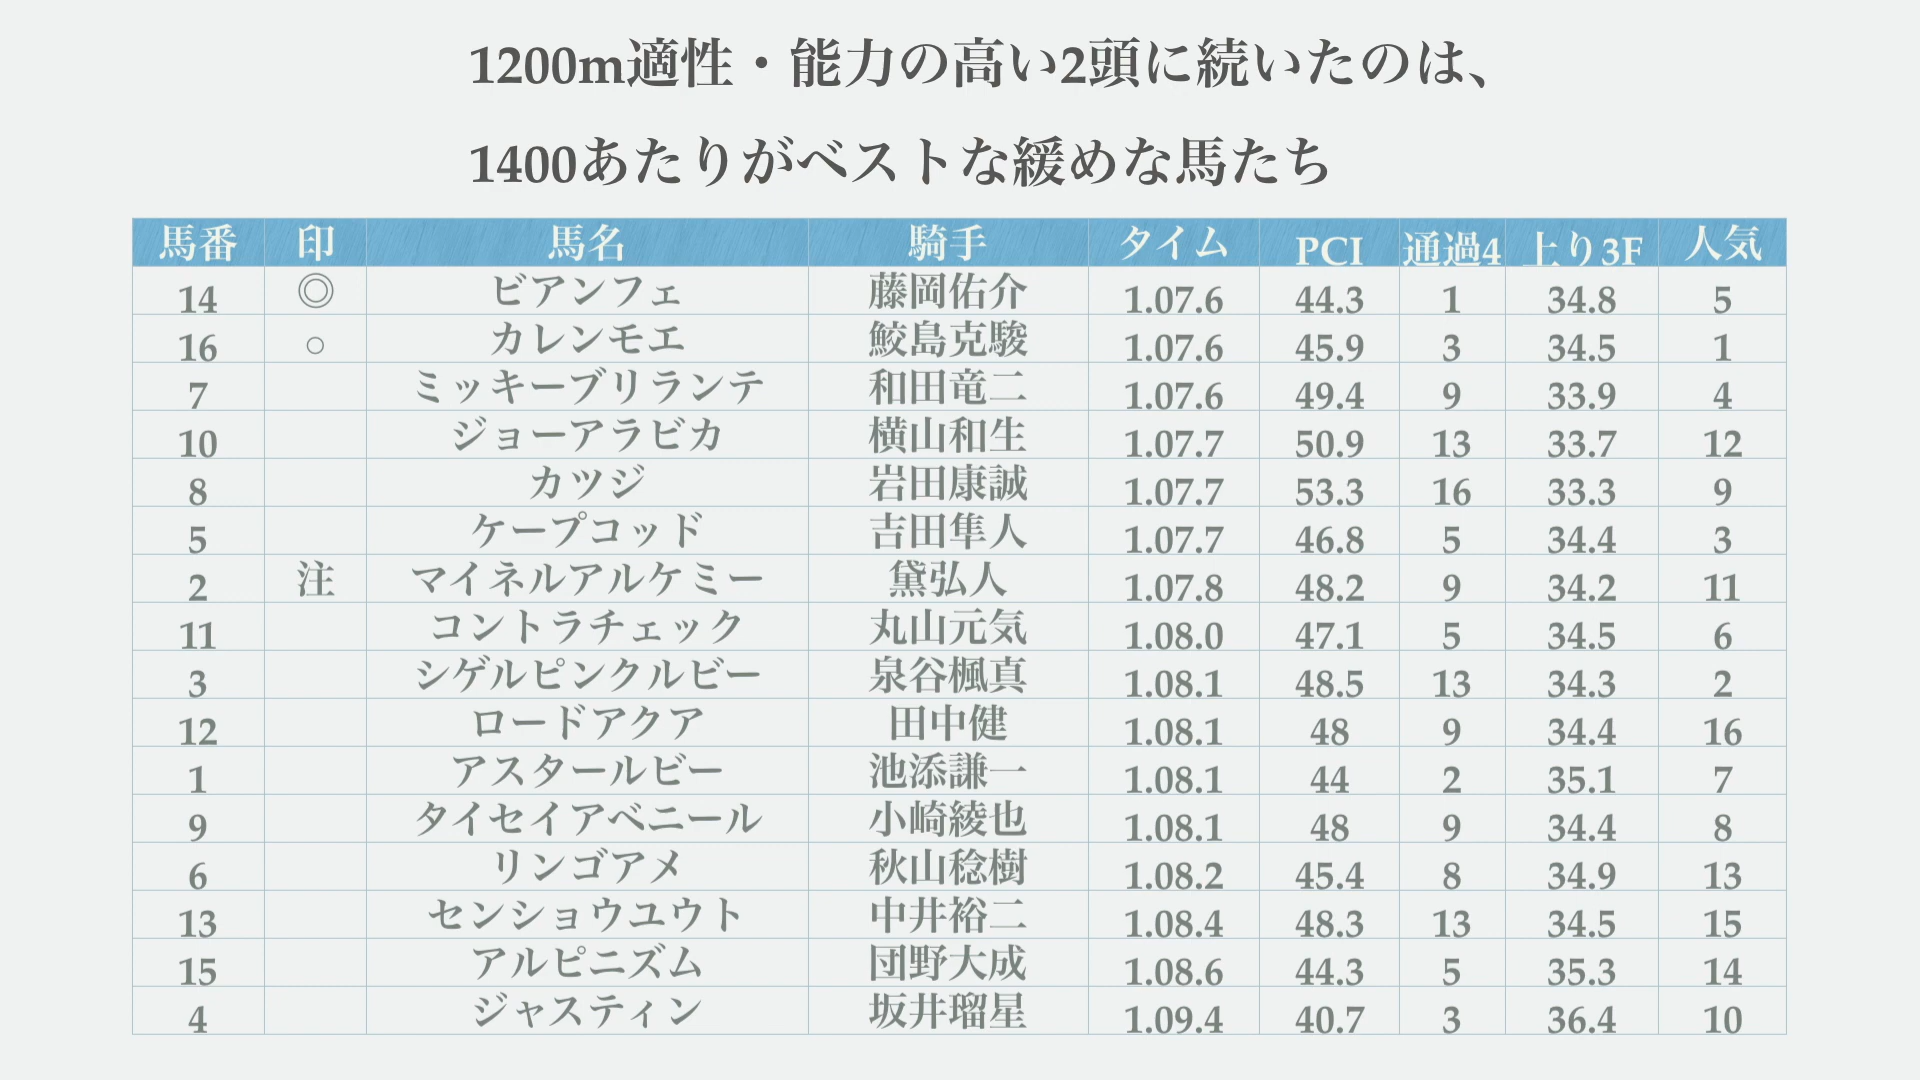 1200m適性・能力の高い2頭に続いたのは、
1400あたりがベストな緩めな馬たち
馬番 印 馬名 騎手 タイム PCI 通過4 上り3F 人気
14 ◎ ビアンフェ 藤岡佑介 1.07.6 44.3 1 34.8 5
16 ○ カレンモエ 鮫島克駿 1.07.6 45.9 3 34.5 1
7 ミッキーブリランテ 和田竜二 1.07.6 49.4 9 33.9 4
10 ジョーアラビカ 横山和生 1.07.7 50.9 13 33.7 12
8 カツジ 岩田康誠 1.07.7 53.3 16 33.3 9
5 ケープコッド 吉田隼人 1.07.7 46.8 5 34.4 3
2 注 マイネルアルケミー 黛弘人 1.07.8 48.2 9 34.2 11
11 コントラチェック 丸山元気 1.08.0 47.1 5 34.5 6
3 シゲルピンクルビー 泉谷楓真 1.08.1 48.5 13 34.3 2
12 ロードアクア 田中健 1.08.1 48 9 34.4 16
1 アスタールビー 池添謙一 1.08.1 44 2 35.1 7
9 タイセイアベニール 小崎綾也 1.08.1 48 9 34.4 8
6 リンゴアメ 秋山稔樹 1.08.2 45.4 8 34.9 13
13 センショウユウト 中井裕二 1.08.4 48.3 13 34.5 15
15 アルピニズム 団野大成 1.08.6 44.3 5 35.3 14
4 ジャスティン 坂井瑠星 1.09.4 40.7 3 36.4 10